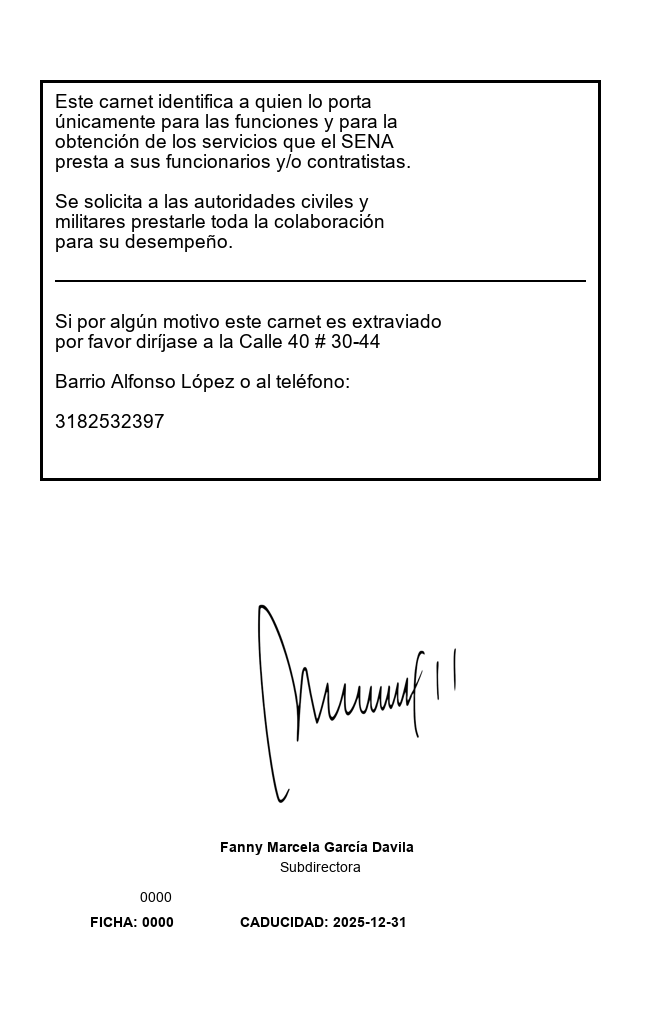 Este carnet identifica a quien lo porta
únicamente para las funciones y para la
obtención de los servicios que el SENA
presta a sus funcionarios y/o contratistas.
Se solicita a las autoridades civiles y
militares prestarle toda la colaboración
para su desempeño.
Si por algún motivo este carnet es extraviado
por favor diríjase a la Calle 40 # 30-44
Barrio Alfonso López o al teléfono:
3182532397
Fanny Marcela García Davila
Subdirectora
0000
FICHA: 0000 CADUCIDAD: 2025-12-31